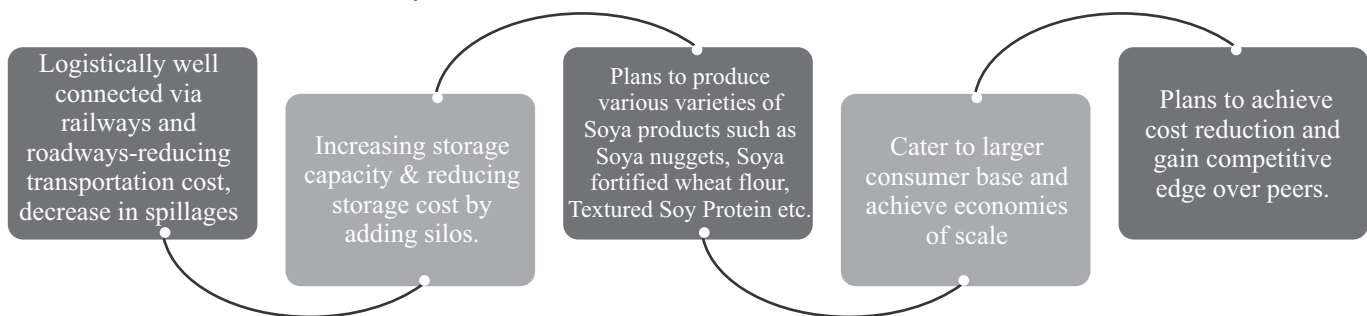 Logistically well
connected via
railways and
roadways-reducing
transportation cost,
decrease in spillages
Increasing storage
capacity & reducing
storage cost by
adding silos.
Plans to produce
various varieties of
Soya products such as
Soya nuggets, Soya
fortified wheat flour,
Textured Soy Protein etc.
Cater to larger
consumer base and
achieve economies
of scale
Plans to achieve
cost reduction and
gain competitive
edge over peers.